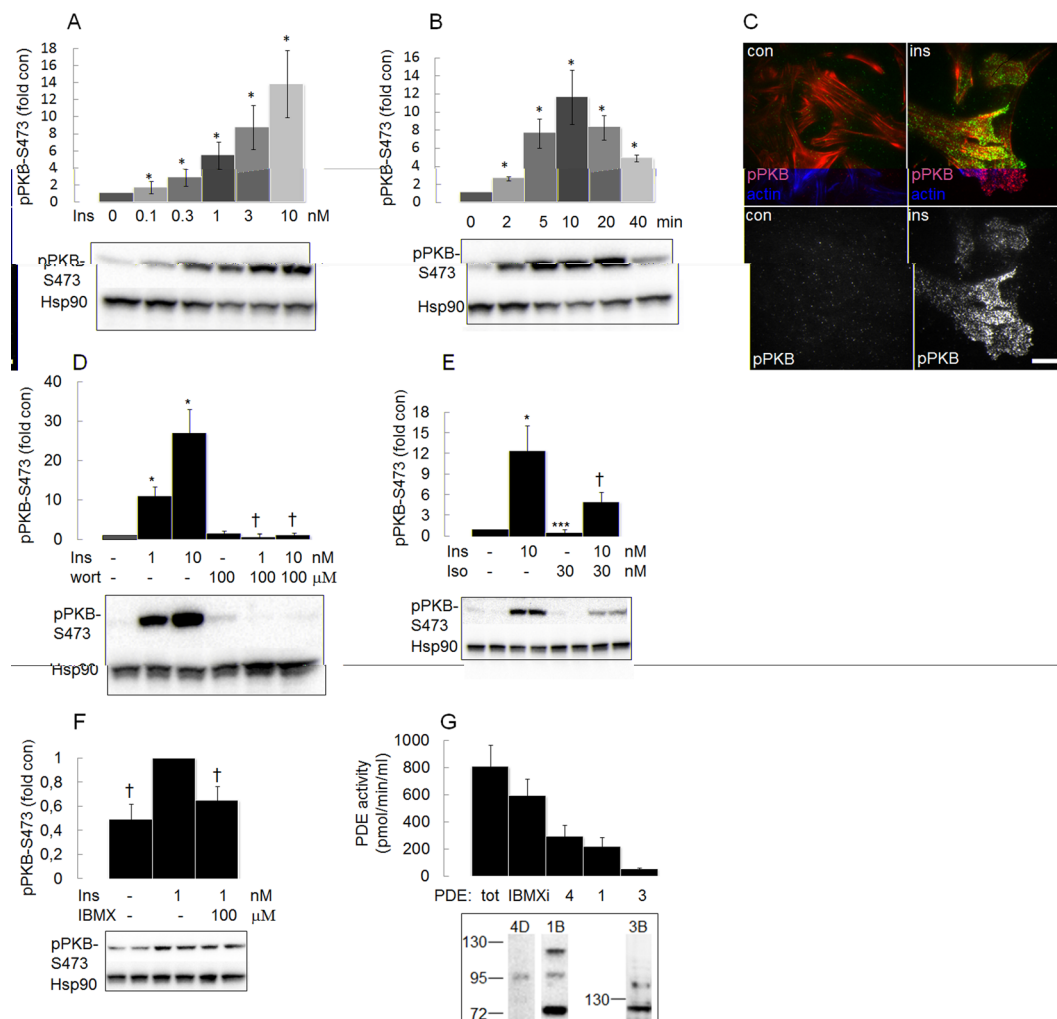 A
pPKB-S473 (fold con)
18
16
14
12
10
8
6
4
2
0
* * * * *
Ins 0 0.1 0.3 1 3 10 nM
pPKB-
S473
Hsp90
B
pPKB-S473 (fold con)
16
14
12
10
8
6
4
2
0
* * * * *
0 2 5 10 20 40 min
pPKB-
S473
Hsp90
C
con
ins
pPKB
actin
pPKB
actin
con
ins
pPKB
pPKB
D
pPKB-S473 (fold con)
40
30
20
10
0
* * † †
Ins - 1 10 - 1 10 nM
wort - - - 100 100 100 µM
pPKB-
S473
Hsp90
E
pPKB-S473 (fold con)
18
15
12
9
6
3
0
* *** †
Ins - 10 - 10 nM
Iso - - 30 30 nM
pPKB-
S473
Hsp90
F
pPKB-S473 (fold con)
1
0,8
0,6
0,4
0,2
0
† †
Ins - 1 1 nM
IBMX - - 100 µM
pPKB-
S473
Hsp90
G
PDE activity
(pmol/min/ml)
1000
800
600
400
200
0
PDE: tot IBMXi 4 1 3
4D 1B 3B
130
95
72
130